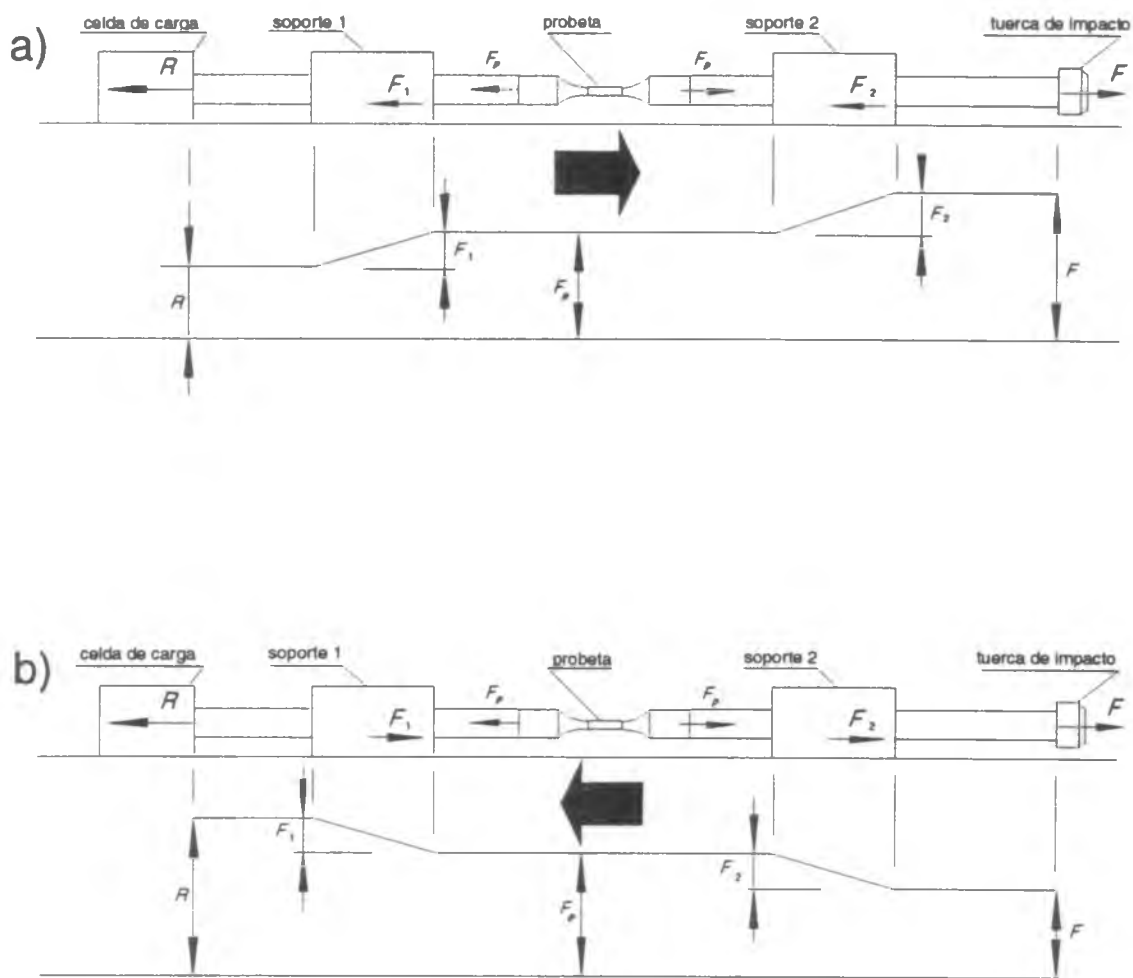 celda de carga soporte 1 probeta soporte 2 tuerca de impacto
a)
R F1 Fp Fp F2 F
R F1 Fp F2 F
celda de carga soporte 1 probeta soporte 2 tuerca de impacto
b)
R F1 Fp Fp F2 F
R F1 Fp F2 F